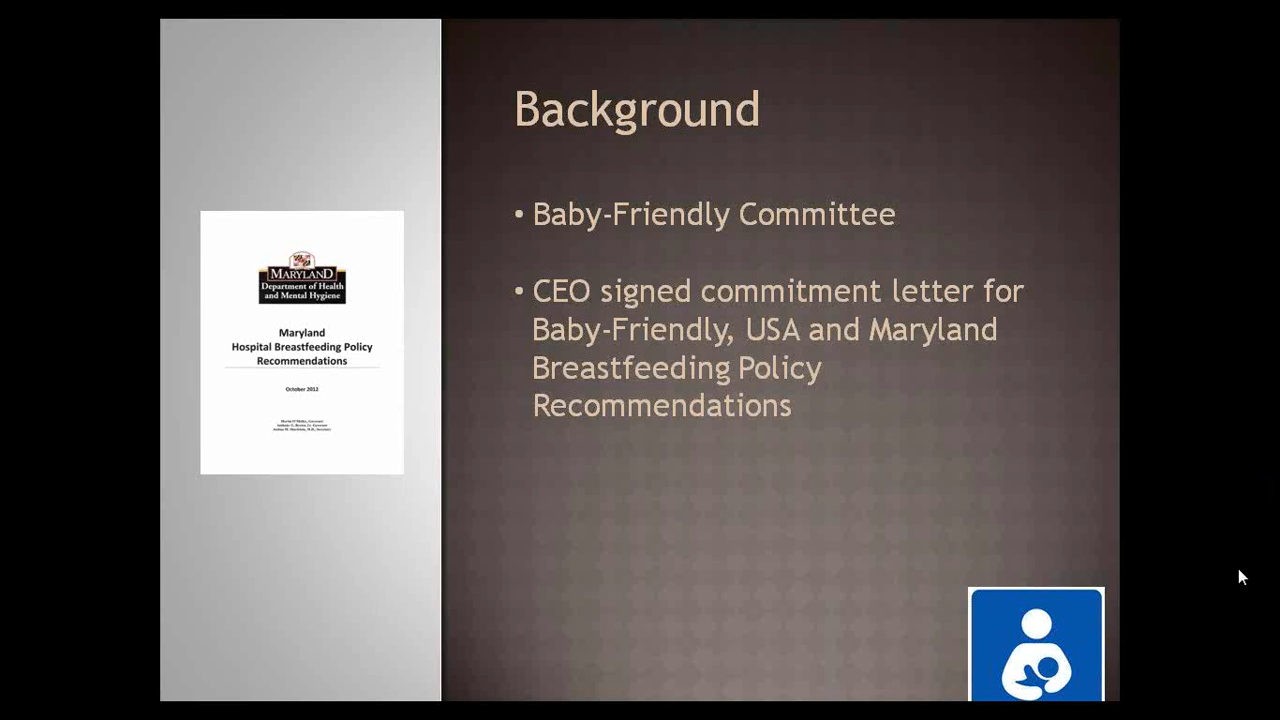 Background
• Baby-Friendly Committee
• CEO signed commitment letter for
Baby-Friendly, USA and Maryland
Breastfeeding Policy
Recommendations
MARYLAND
Department of Health
and Mental Hygiene
Maryland
Hospital Breastfeeding Policy
Recommendations
October 2012